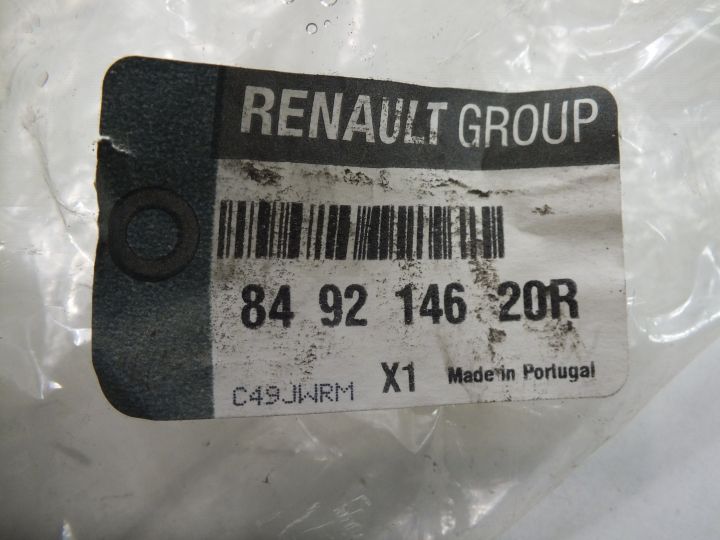 RENAULT GROUP
84 92 146 20R
C49JWRM X1 Made in Portugal